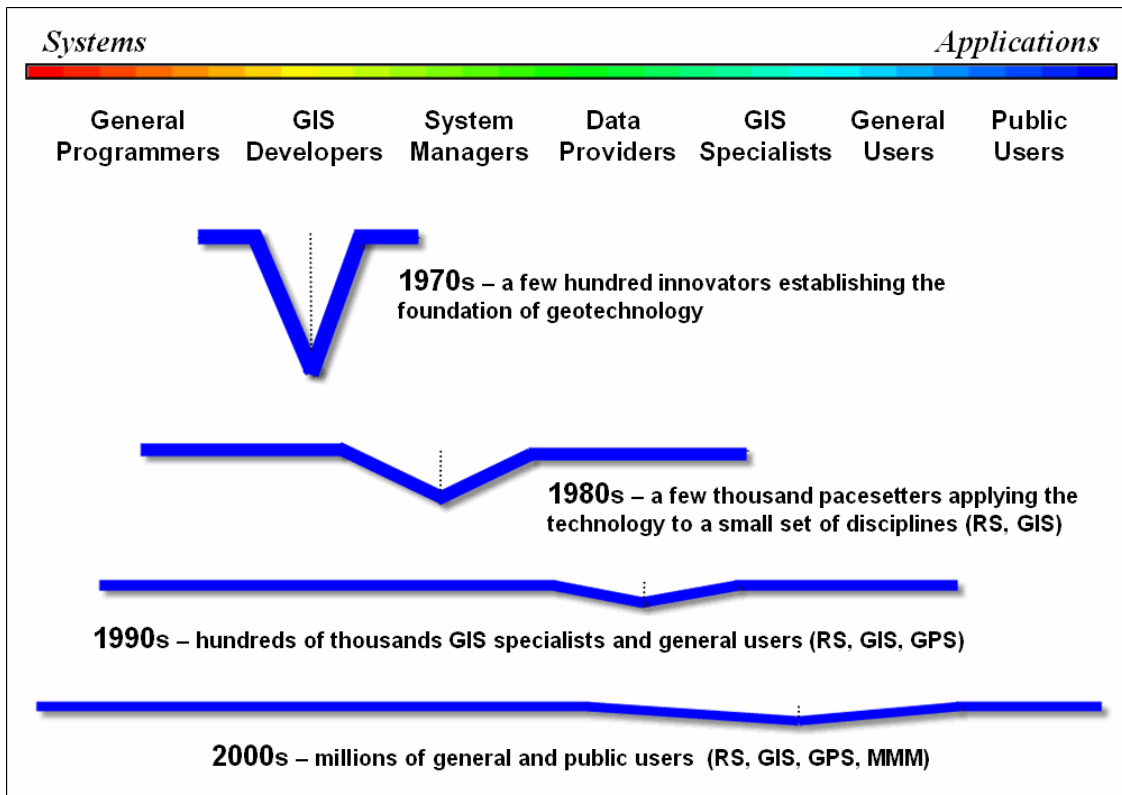 Systems Applications
General GIS System Data GIS General Public
Programmers Developers Managers Providers Specialists Users Users
1970s – a few hundred innovators establishing the
foundation of geotechnology
1980s – a few thousand pacesetters applying the
technology to a small set of disciplines (RS, GIS)
1990s – hundreds of thousands GIS specialists and general users (RS, GIS, GPS)
2000s – millions of general and public users (RS, GIS, GPS, MMM)